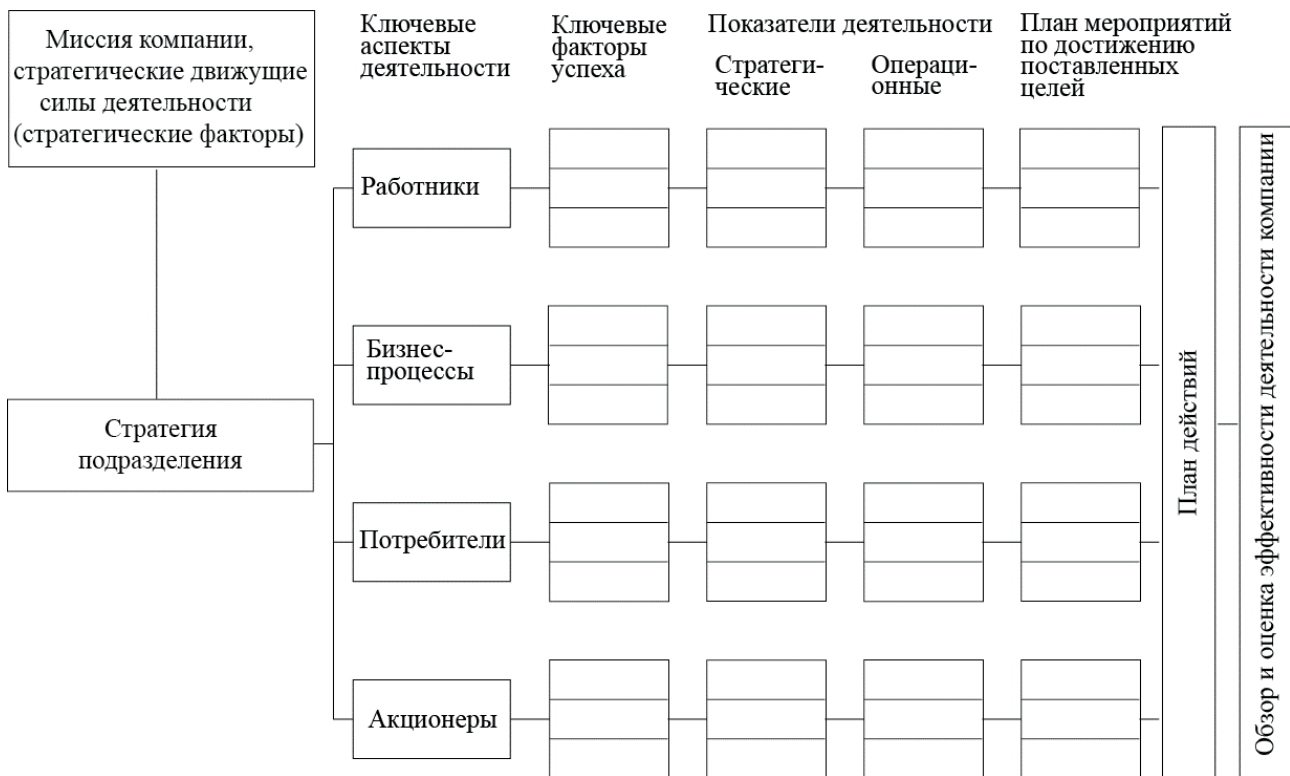 Миссия компании,
стратегические движущие
силы деятельности
(стратегические факторы)
Ключевые
аспекты
деятельности
Ключевые
факторы
успеха
Показатели деятельности
Стратеги-
ческие
Операци-
онные
План мероприятий
по достижению
поставленных
целей
Работники
Бизнес-
процессы
Стратегия
подразделения
Потребители
Акционеры
План действий
Обзор и оценка эффективности деятельности компании